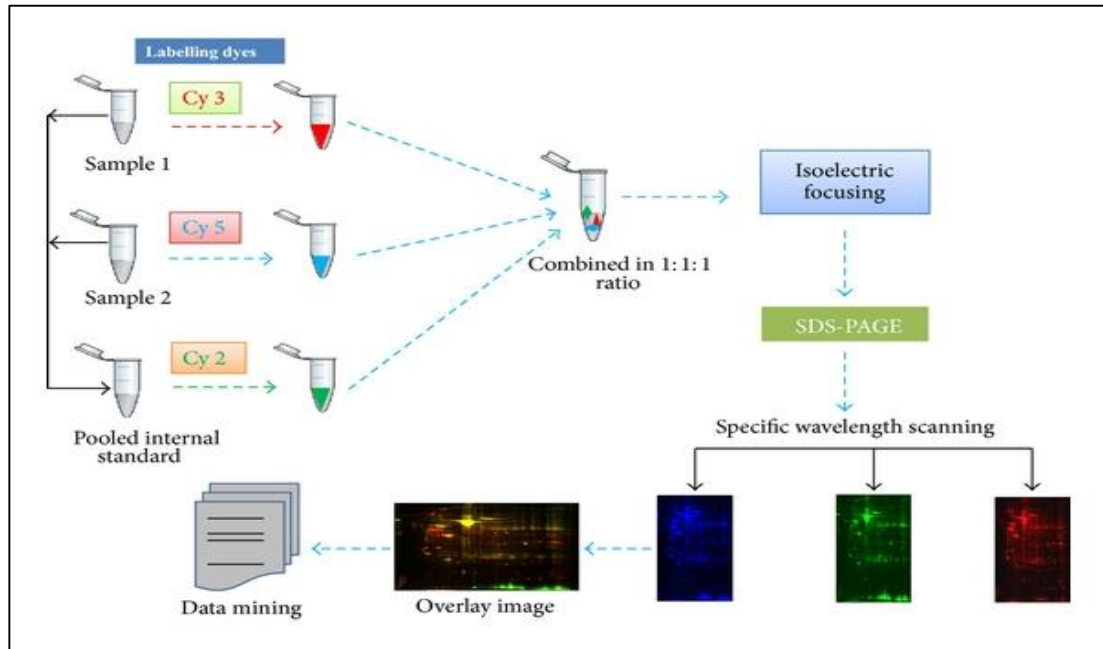 Labelling dyes
Cy 3
Sample 1
Cy 5
Sample 2
Cy 2
Pooled internal
standard
Combined in 1:1:1
ratio
Isoelectric
focusing
SDS-PAGE
Specific wavelength scanning
Overlay image
Data mining